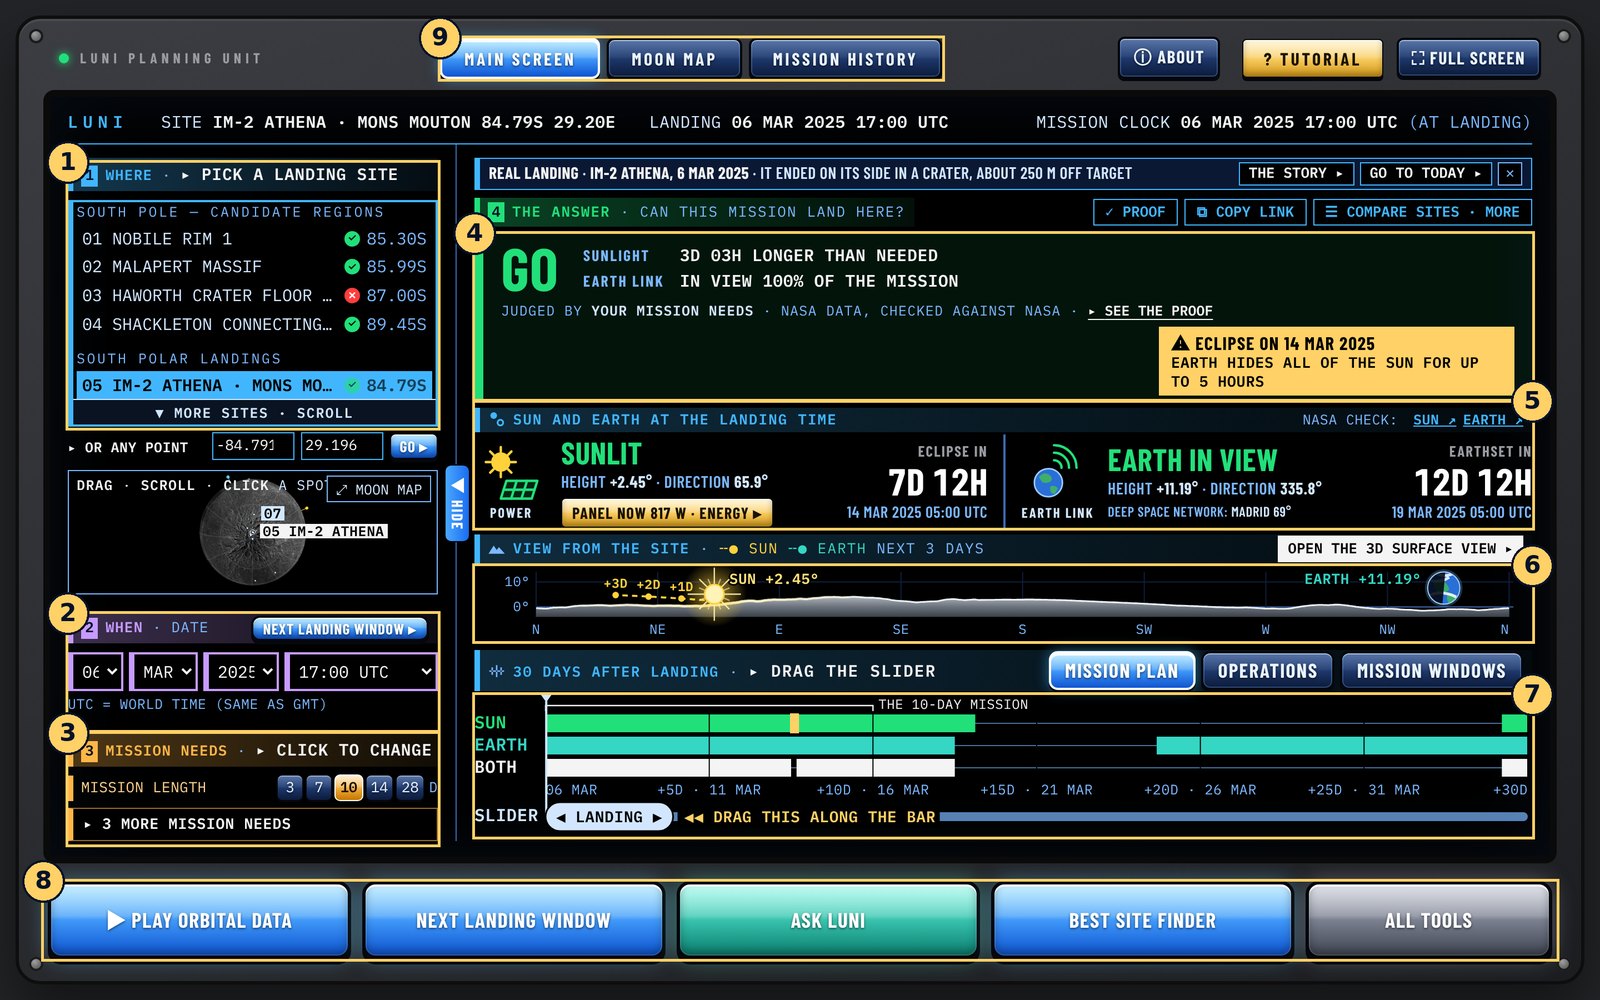 9
LUNI PLANNING UNIT
MAIN SCREEN
MOON MAP
MISSION HISTORY
ⓘ ABOUT
? TUTORIAL
FULL SCREEN
LUNI
SITE IM-2 ATHENA · MONS MOUTON 84.79S 29.20E
LANDING 06 MAR 2025 17:00 UTC
MISSION CLOCK 06 MAR 2025 17:00 UTC (AT LANDING)
1
1 WHERE · ▸ PICK A LANDING SITE
SOUTH POLE — CANDIDATE REGIONS
01 NOBILE RIM 1 85.30S
02 MALAPERT MASSIF 85.99S
03 HAWORTH CRATER FLOOR … 87.00S
04 SHACKLETON CONNECTING… 89.45S
SOUTH POLAR LANDINGS
05 IM-2 ATHENA · MONS MO… 84.79S
▼ MORE SITES · SCROLL
▸ OR ANY POINT -84.791 29.196 GO ▶
DRAG · SCROLL · CLICK A SPOT
⤢ MOON MAP
07
05 IM-2 ATHENA
◀ HIDE
2
2 WHEN · DATE
NEXT LANDING WINDOW ▶
06 MAR 2025 17:00 UTC
UTC = WORLD TIME (SAME AS GMT)
3
3 MISSION NEEDS · ▸ CLICK TO CHANGE
MISSION LENGTH 3 7 10 14 28 D
▸ 3 MORE MISSION NEEDS
REAL LANDING · IM-2 ATHENA, 6 MAR 2025 · IT ENDED ON ITS SIDE IN A CRATER, ABOUT 250 M OFF TARGET
THE STORY ▸
GO TO TODAY ▸
×
4
4 THE ANSWER · CAN THIS MISSION LAND HERE?
✓ PROOF
⧉ COPY LINK
☰ COMPARE SITES · MORE
GO
SUNLIGHT 3D 03H LONGER THAN NEEDED
EARTH LINK IN VIEW 100% OF THE MISSION
JUDGED BY YOUR MISSION NEEDS · NASA DATA, CHECKED AGAINST NASA · ▸ SEE THE PROOF
⚠ ECLIPSE ON 14 MAR 2025
EARTH HIDES ALL OF THE SUN FOR UP
TO 5 HOURS
5
SUN AND EARTH AT THE LANDING TIME
NASA CHECK: SUN ↗ EARTH ↗
POWER
SUNLIT
HEIGHT +2.45° · DIRECTION 65.9°
PANEL NOW 817 W · ENERGY ▶
ECLIPSE IN
7D 12H
14 MAR 2025 05:00 UTC
EARTH LINK
EARTH IN VIEW
HEIGHT +11.19° · DIRECTION 335.8°
DEEP SPACE NETWORK: MADRID 69°
EARTHSET IN
12D 12H
19 MAR 2025 05:00 UTC
VIEW FROM THE SITE · SUN EARTH NEXT 3 DAYS
OPEN THE 3D SURFACE VIEW ▸
6
10°
0°
+3D +2D +1D
SUN +2.45°
EARTH +11.19°
N NE E SE S SW W NW N
30 DAYS AFTER LANDING · ▸ DRAG THE SLIDER
MISSION PLAN
OPERATIONS
MISSION WINDOWS
7
THE 10-DAY MISSION
SUN
EARTH
BOTH
06 MAR +5D · 11 MAR +10D · 16 MAR +15D · 21 MAR +20D · 26 MAR +25D · 31 MAR +30D
SLIDER ◀ LANDING ▶ ◀◀ DRAG THIS ALONG THE BAR
8
▶ PLAY ORBITAL DATA
NEXT LANDING WINDOW
ASK LUNI
BEST SITE FINDER
ALL TOOLS